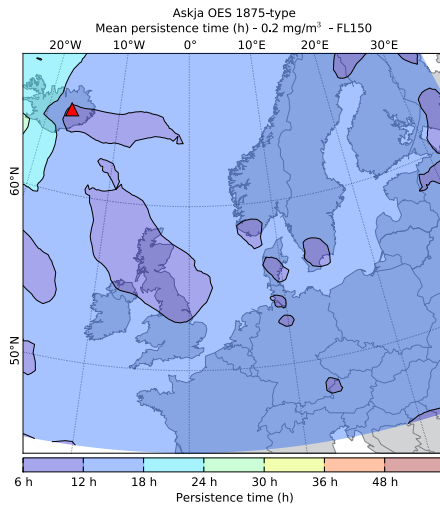 Askja OES 1875-type
Mean persistence time (h) - 0.2 mg/m³ - FL150
20°W 10°W 0° 10°E 20°E 30°E
60°N
50°N
6 h 12 h 18 h 24 h 30 h 36 h 48 h
Persistence time (h)